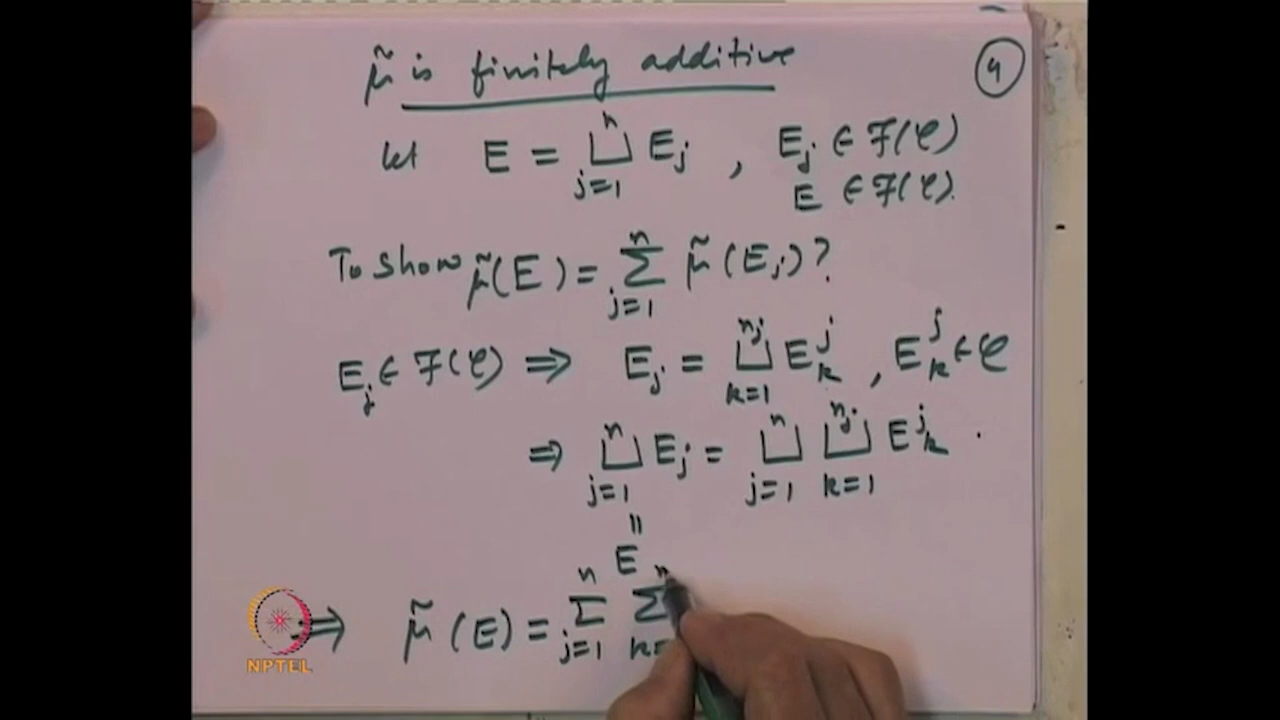 μ̃ is finitely additive
④ 
let E = ⨆_{j=1}^{n} E_j , E_j ∈ F(C)
E ∈ F(C).
To show μ̃(E) = Σ_{j=1}^{n} μ̃(E_j)?
E_j ∈ F(C) ⇒ E_j = ⨆_{k=1}^{n_j} E_k^j , E_k^j ∈ C
⇒ ⨆_{j=1}^{n} E_j = ⨆_{j=1}^{n} ⨆_{k=1}^{n_j} E_k^j .
||
E
⇒ μ̃(E) = Σ_{j=1}^{n} Σ_{k=}^{n}
NPTEL